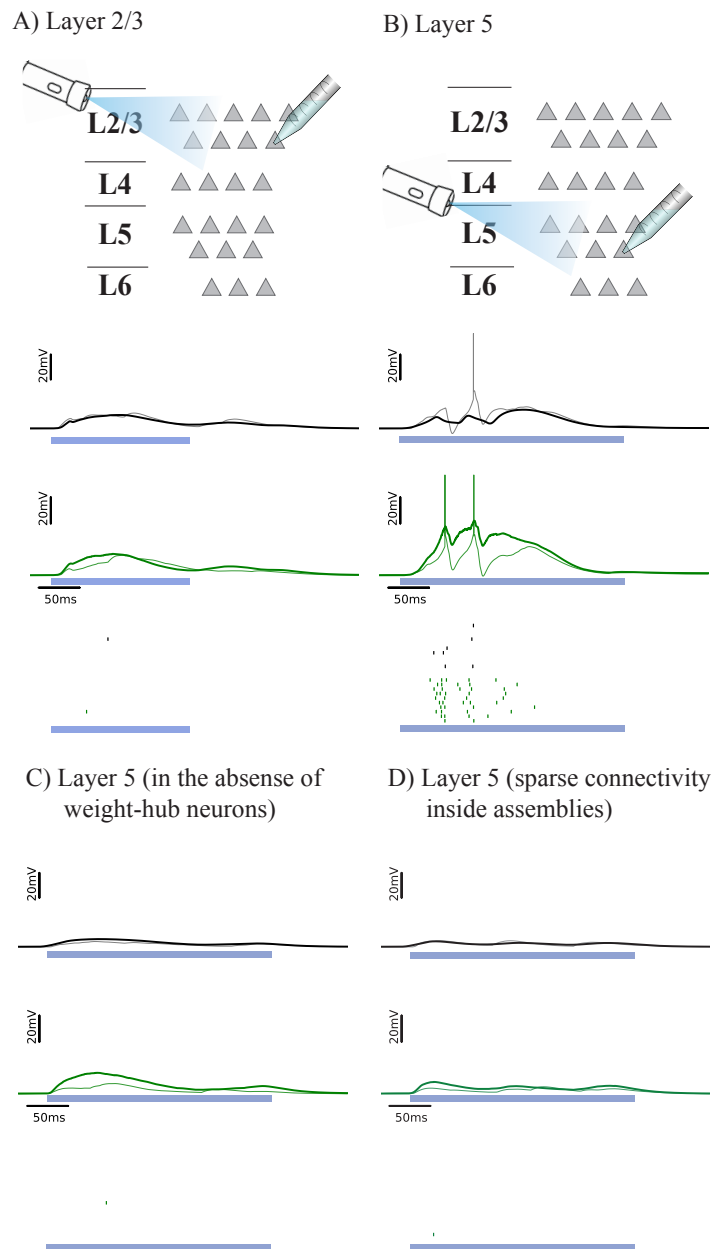 A) Layer 2/3
B) Layer 5
L2/3
L4
L5
L6
L2/3
L4
L5
L6
20mV
20mV
20mV
20mV
50ms
50ms
C) Layer 5 (in the absense of
weight-hub neurons)
D) Layer 5 (sparse connectivity
inside assemblies)
20mV
20mV
20mV
20mV
50ms
50ms